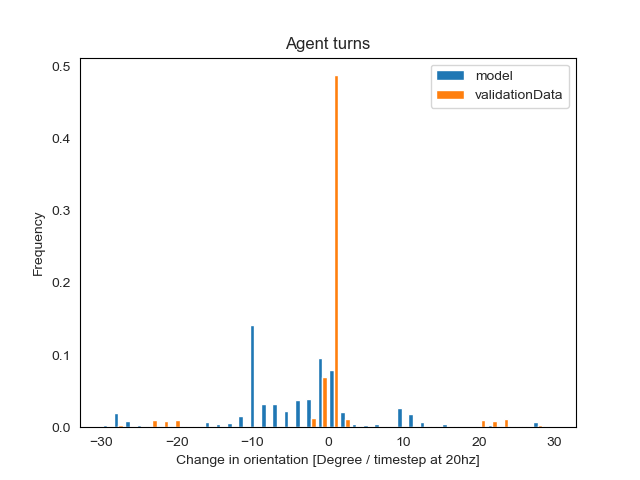 Agent turns
model
validationData
Frequency
0.5
0.4
0.3
0.2
0.1
0.0
−30 −20 −10 0 10 20 30
Change in orientation [Degree / timestep at 20hz]